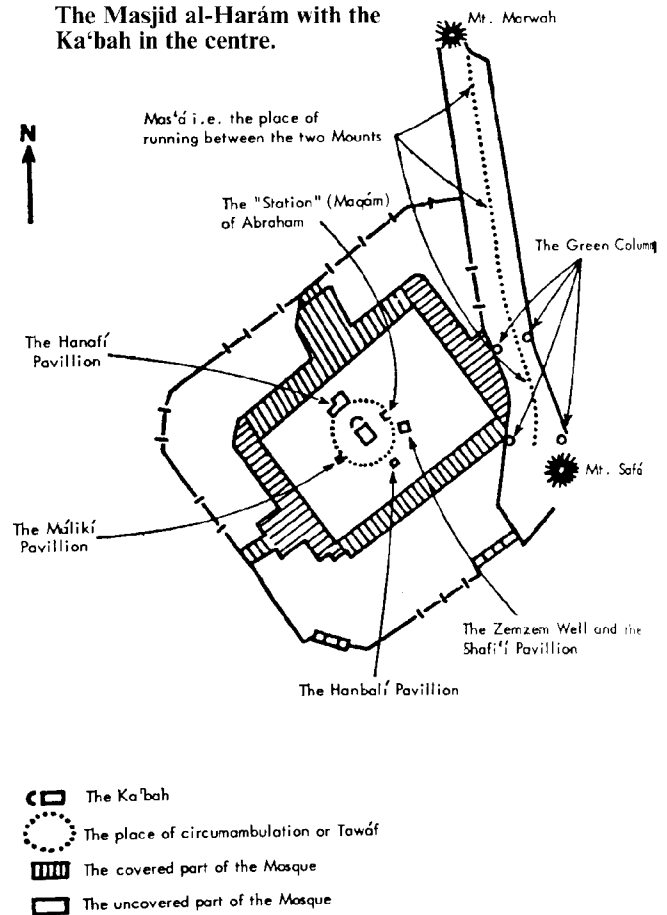 The Masjid al-Harám with the
Ka‘bah in the centre.
Mt. Marwah
Mas‘á i.e. the place of
running between the two Mounts
N
The "Station" (Maqám)
of Abraham
The Green Column
The Hanafí
Pavillion
Mt. Safá
The Málikí
Pavillion
The Zemzem Well and the
Shafi‘í Pavillion
The Hanbalí Pavillion
The Ka‘bah
The place of circumambulation or Tawáf
The covered part of the Mosque
The uncovered part of the Mosque